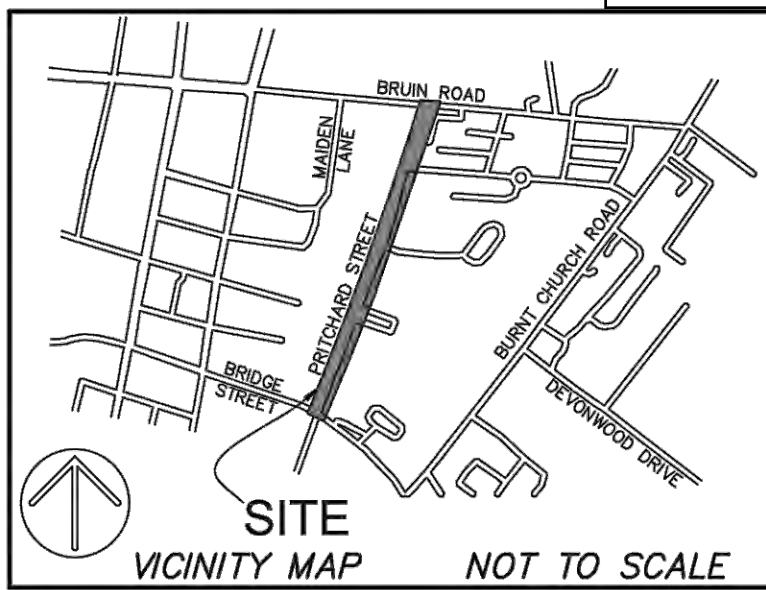 BRUIN ROAD
MAIDEN
LANE
PRITCHARD STREET
BURNT CHURCH ROAD
BRIDGE
STREET
DEVONWOOD DRIVE
SITE
VICINITY MAP
NOT TO SCALE